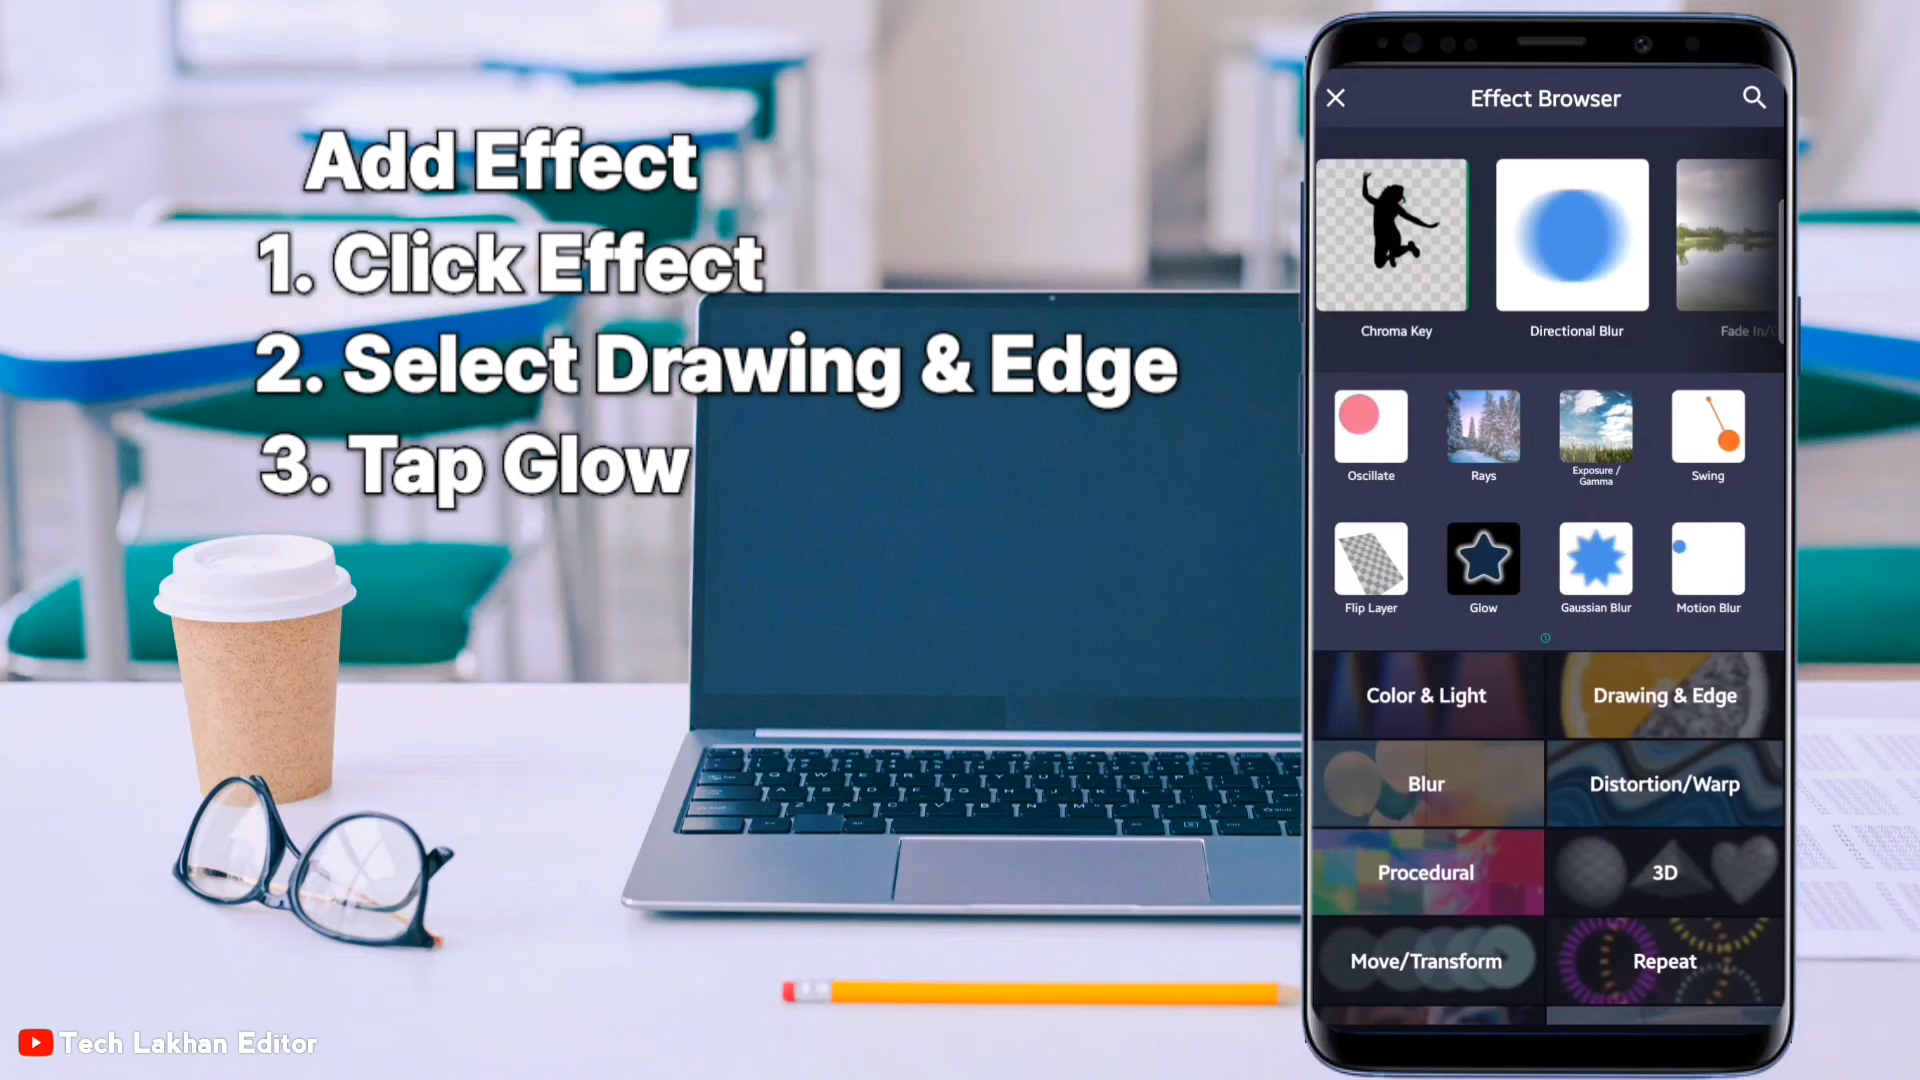 Add Effect
1. Click Effect
2. Select Drawing & Edge
3. Tap Glow
Effect Browser
Chroma Key
Directional Blur
Fade In/
Oscillate
Rays
Exposure /
Gamma
Swing
Flip Layer
Glow
Gaussian Blur
Motion Blur
Color & Light
Drawing & Edge
Blur
Distortion/Warp
Procedural
3D
Move/Transform
Repeat
Tech Lakhan Editor